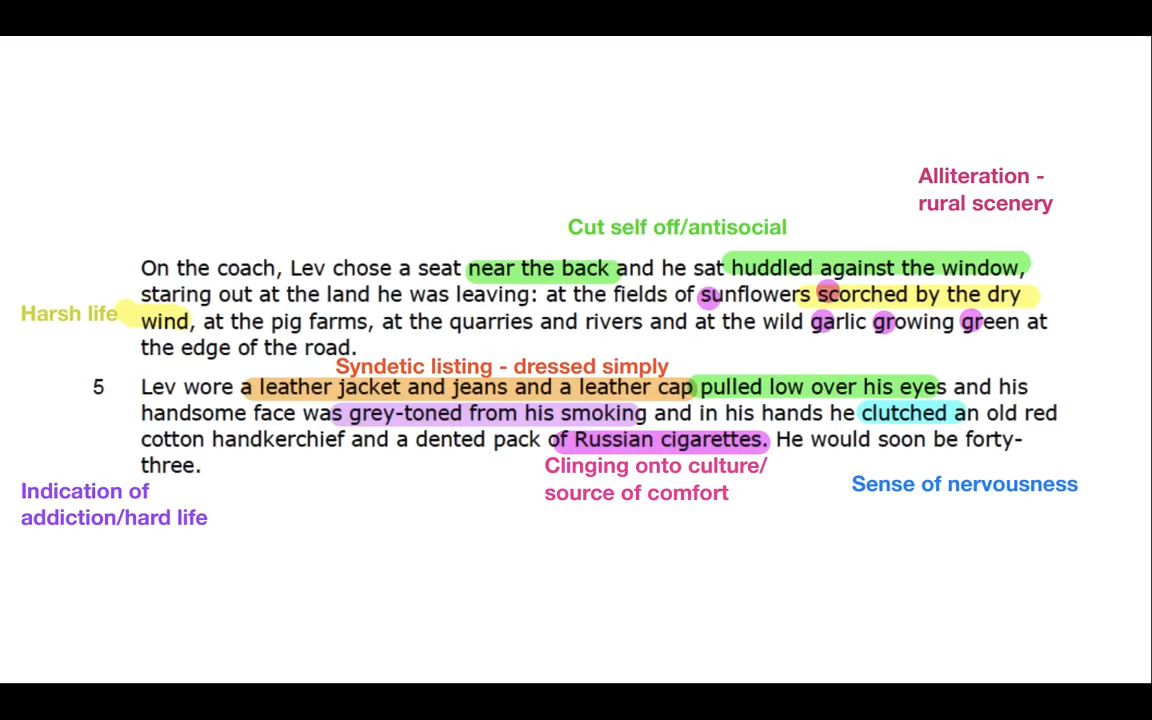 Alliteration -
rural scenery
Cut self off/antisocial
On the coach, Lev chose a seat near the back and he sat huddled against the window,
staring out at the land he was leaving: at the fields of sunflowers scorched by the dry
Harsh life
wind, at the pig farms, at the quarries and rivers and at the wild garlic growing green at
the edge of the road.
Syndetic listing - dressed simply
5 Lev wore a leather jacket and jeans and a leather cap pulled low over his eyes and his
handsome face was grey-toned from his smoking and in his hands he clutched an old red
cotton handkerchief and a dented pack of Russian cigarettes. He would soon be forty-
three.
Clinging onto culture/
source of comfort
Sense of nervousness
Indication of
addiction/hard life